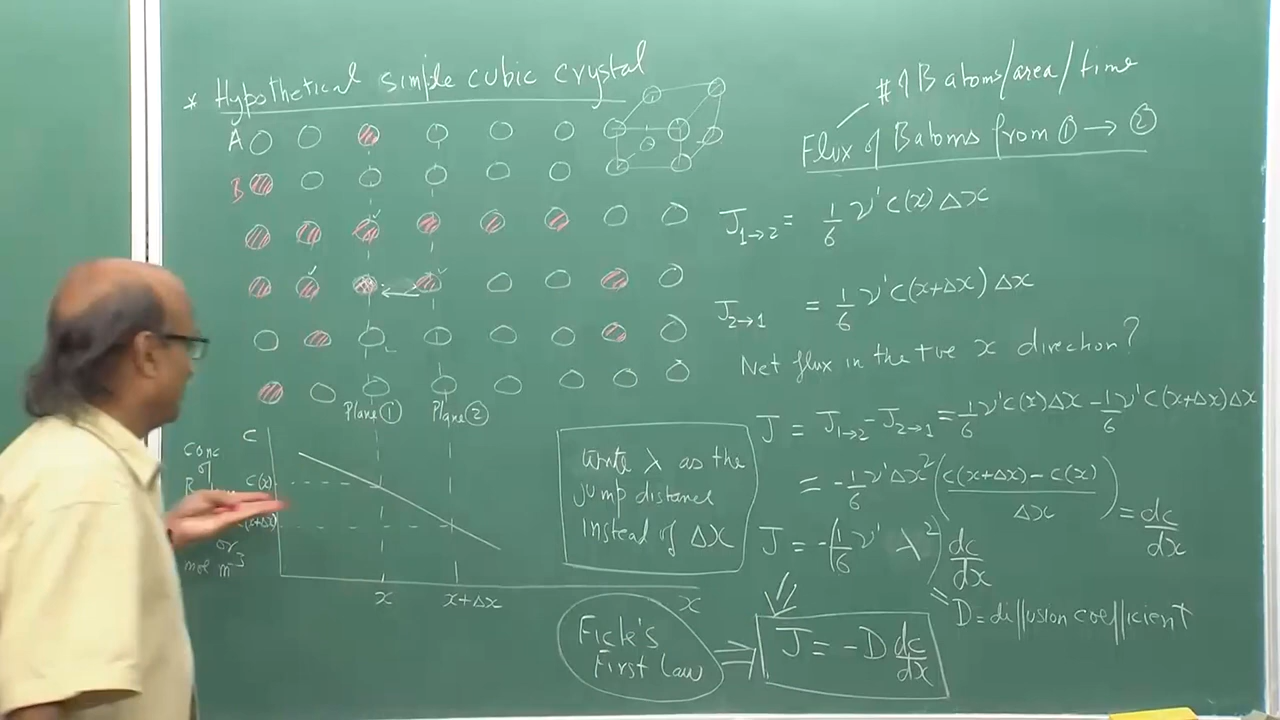 * Hypothetical simple cubic crystal
A
B
Plane ①
Plane ②
Conc
of
B
or
mol m⁻³
C
C(x)
C(x+Δx)
x
x+Δx
x
Write λ as the
jump distance
instead of Δx
Fick's
First Law
⇒
J = -D dc/dx
# of B atoms/area/time
Flux of B atoms from ① → ②
J₁→₂ = 1/6 ν' C(x) Δx
J₂→₁ = 1/6 ν' C(x+Δx) Δx
Net flux in the +ve x direction?
J = J₁→₂ - J₂→₁ = 1/6 ν' C(x) Δx - 1/6 ν' C(x+Δx) Δx
= -1/6 ν' Δx² (C(x+Δx) - C(x) / Δx) = dc/dx
J = -(1/6 ν' λ²) dc/dx
= D = diffusion coefficient